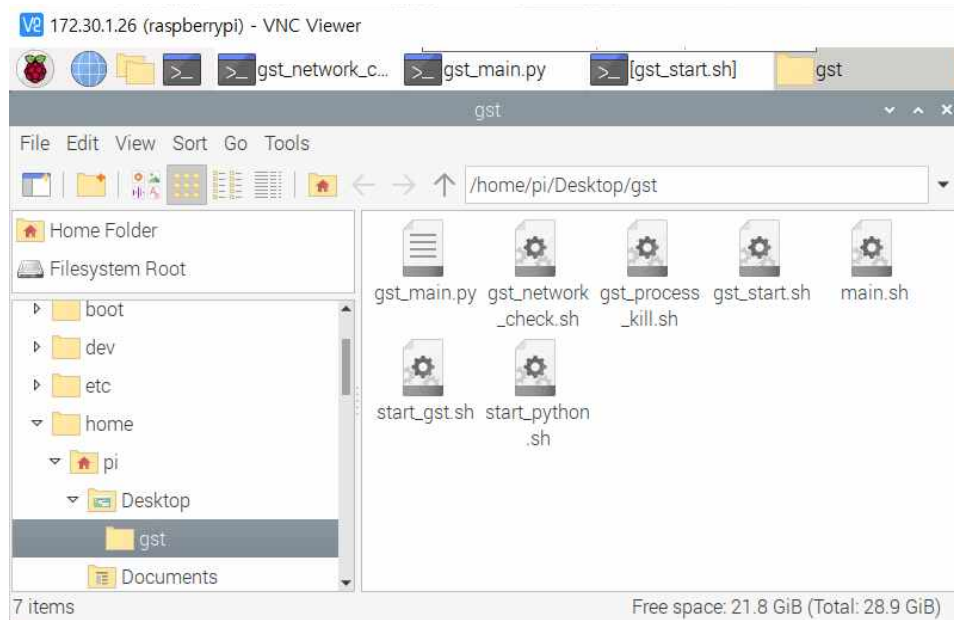 172.30.1.26 (raspberrypi) - VNC Viewer
gst_network_c... gst_main.py [gst_start.sh] gst
gst
File Edit View Sort Go Tools
/home/pi/Desktop/gst
Home Folder
Filesystem Root
boot
dev
etc
home
pi
Desktop
gst
Documents
gst_main.py gst_network gst_process gst_start.sh main.sh
_check.sh _kill.sh
start_gst.sh start_python
.sh
7 items Free space: 21.8 GiB (Total: 28.9 GiB)